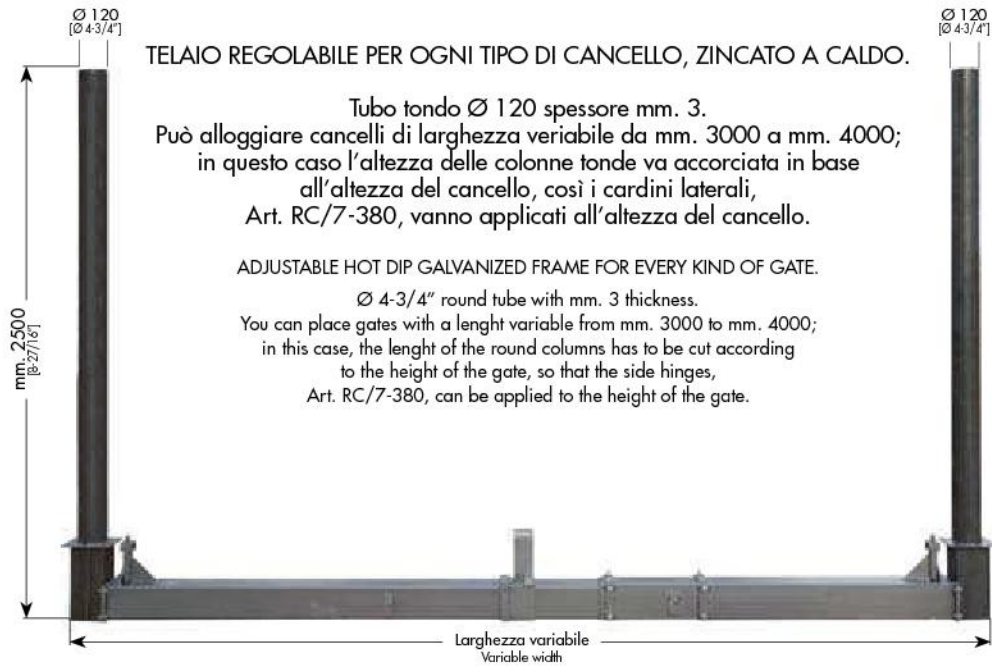 Ø 120
[Ø 4-3/4"]
Ø 120
[Ø 4-3/4"]
TELAIO REGOLABILE PER OGNI TIPO DI CANCELLO, ZINCATO A CALDO.
Tubo tondo Ø 120 spessore mm. 3.
Può alloggiare cancelli di larghezza veriabile da mm. 3000 a mm. 4000;
in questo caso l'altezza delle colonne tonde va accorciata in base
all'altezza del cancello, così i cardini laterali,
Art. RC/7-380, vanno applicati all'altezza del cancello.
ADJUSTABLE HOT DIP GALVANIZED FRAME FOR EVERY KIND OF GATE.
Ø 4-3/4" round tube with mm. 3 thickness.
You can place gates with a lenght variable from mm. 3000 to mm. 4000;
in this case, the lenght of the round columns has to be cut according
to the height of the gate, so that the side hinges,
Art. RC/7-380, can be applied to the height of the gate.
mm. 2500
[8-27/16"]
Larghezza variabile
Variable width